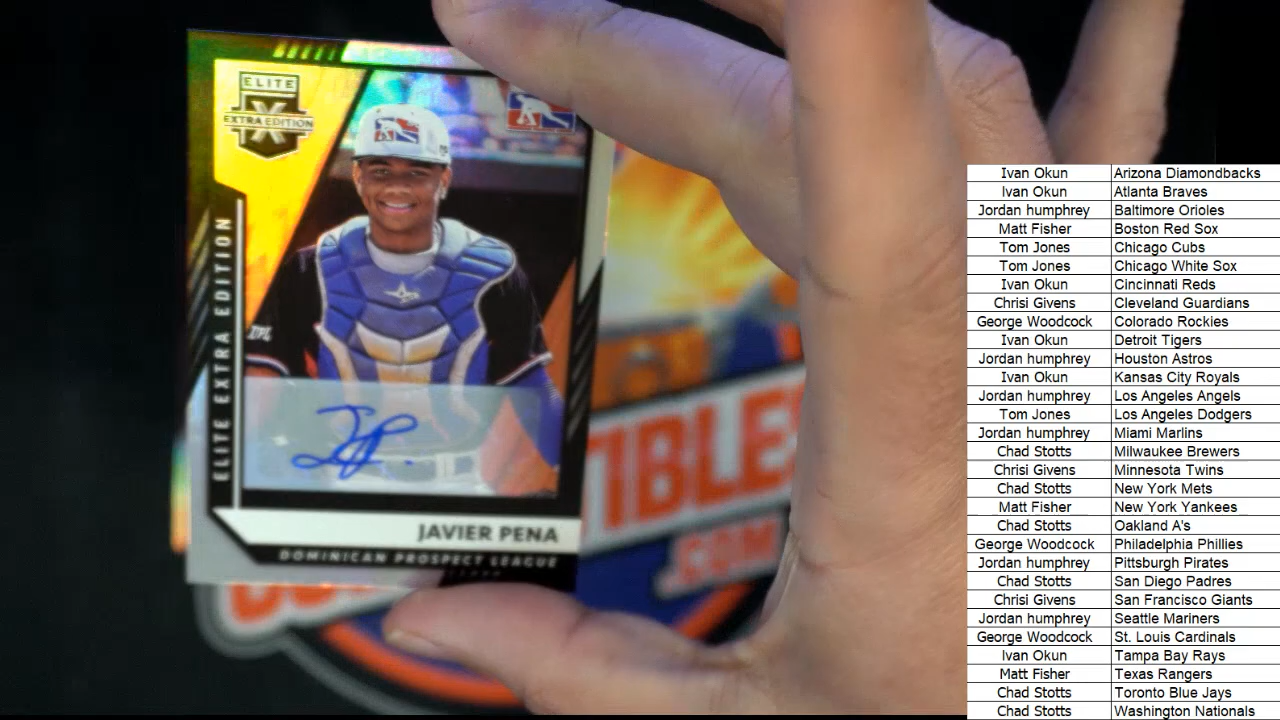 ELITE
X
EXTRA EDITION
ELITE EXTRA EDITION
DPL
JAVIER PENA
DOMINICAN PROSPECT LEAGUE
TIBLES
.COM
Ivan Okun Arizona Diamondbacks
Ivan Okun Atlanta Braves
Jordan humphrey Baltimore Orioles
Matt Fisher Boston Red Sox
Tom Jones Chicago Cubs
Tom Jones Chicago White Sox
Ivan Okun Cincinnati Reds
Chrisi Givens Cleveland Guardians
George Woodcock Colorado Rockies
Ivan Okun Detroit Tigers
Jordan humphrey Houston Astros
Ivan Okun Kansas City Royals
Jordan humphrey Los Angeles Angels
Tom Jones Los Angeles Dodgers
Jordan humphrey Miami Marlins
Chad Stotts Milwaukee Brewers
Chrisi Givens Minnesota Twins
Chad Stotts New York Mets
Matt Fisher New York Yankees
Chad Stotts Oakland A's
George Woodcock Philadelphia Phillies
Jordan humphrey Pittsburgh Pirates
Chad Stotts San Diego Padres
Chrisi Givens San Francisco Giants
Jordan humphrey Seattle Mariners
George Woodcock St. Louis Cardinals
Ivan Okun Tampa Bay Rays
Matt Fisher Texas Rangers
Chad Stotts Toronto Blue Jays
Chad Stotts Washington Nationals